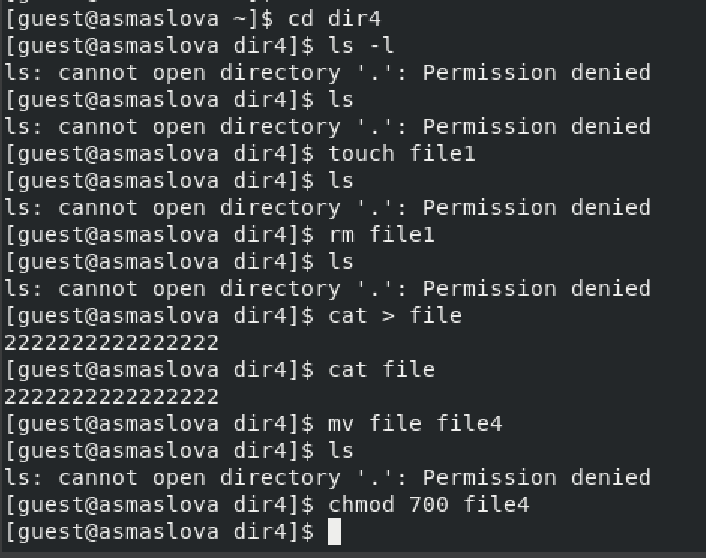 [guest@asmaslova ~]$ cd dir4
[guest@asmaslova dir4]$ ls -l
ls: cannot open directory '.': Permission denied
[guest@asmaslova dir4]$ ls
ls: cannot open directory '.': Permission denied
[guest@asmaslova dir4]$ touch file1
[guest@asmaslova dir4]$ ls
ls: cannot open directory '.': Permission denied
[guest@asmaslova dir4]$ rm file1
[guest@asmaslova dir4]$ ls
ls: cannot open directory '.': Permission denied
[guest@asmaslova dir4]$ cat > file
2222222222222222
[guest@asmaslova dir4]$ cat file
2222222222222222
[guest@asmaslova dir4]$ mv file file4
[guest@asmaslova dir4]$ ls
ls: cannot open directory '.': Permission denied
[guest@asmaslova dir4]$ chmod 700 file4
[guest@asmaslova dir4]$